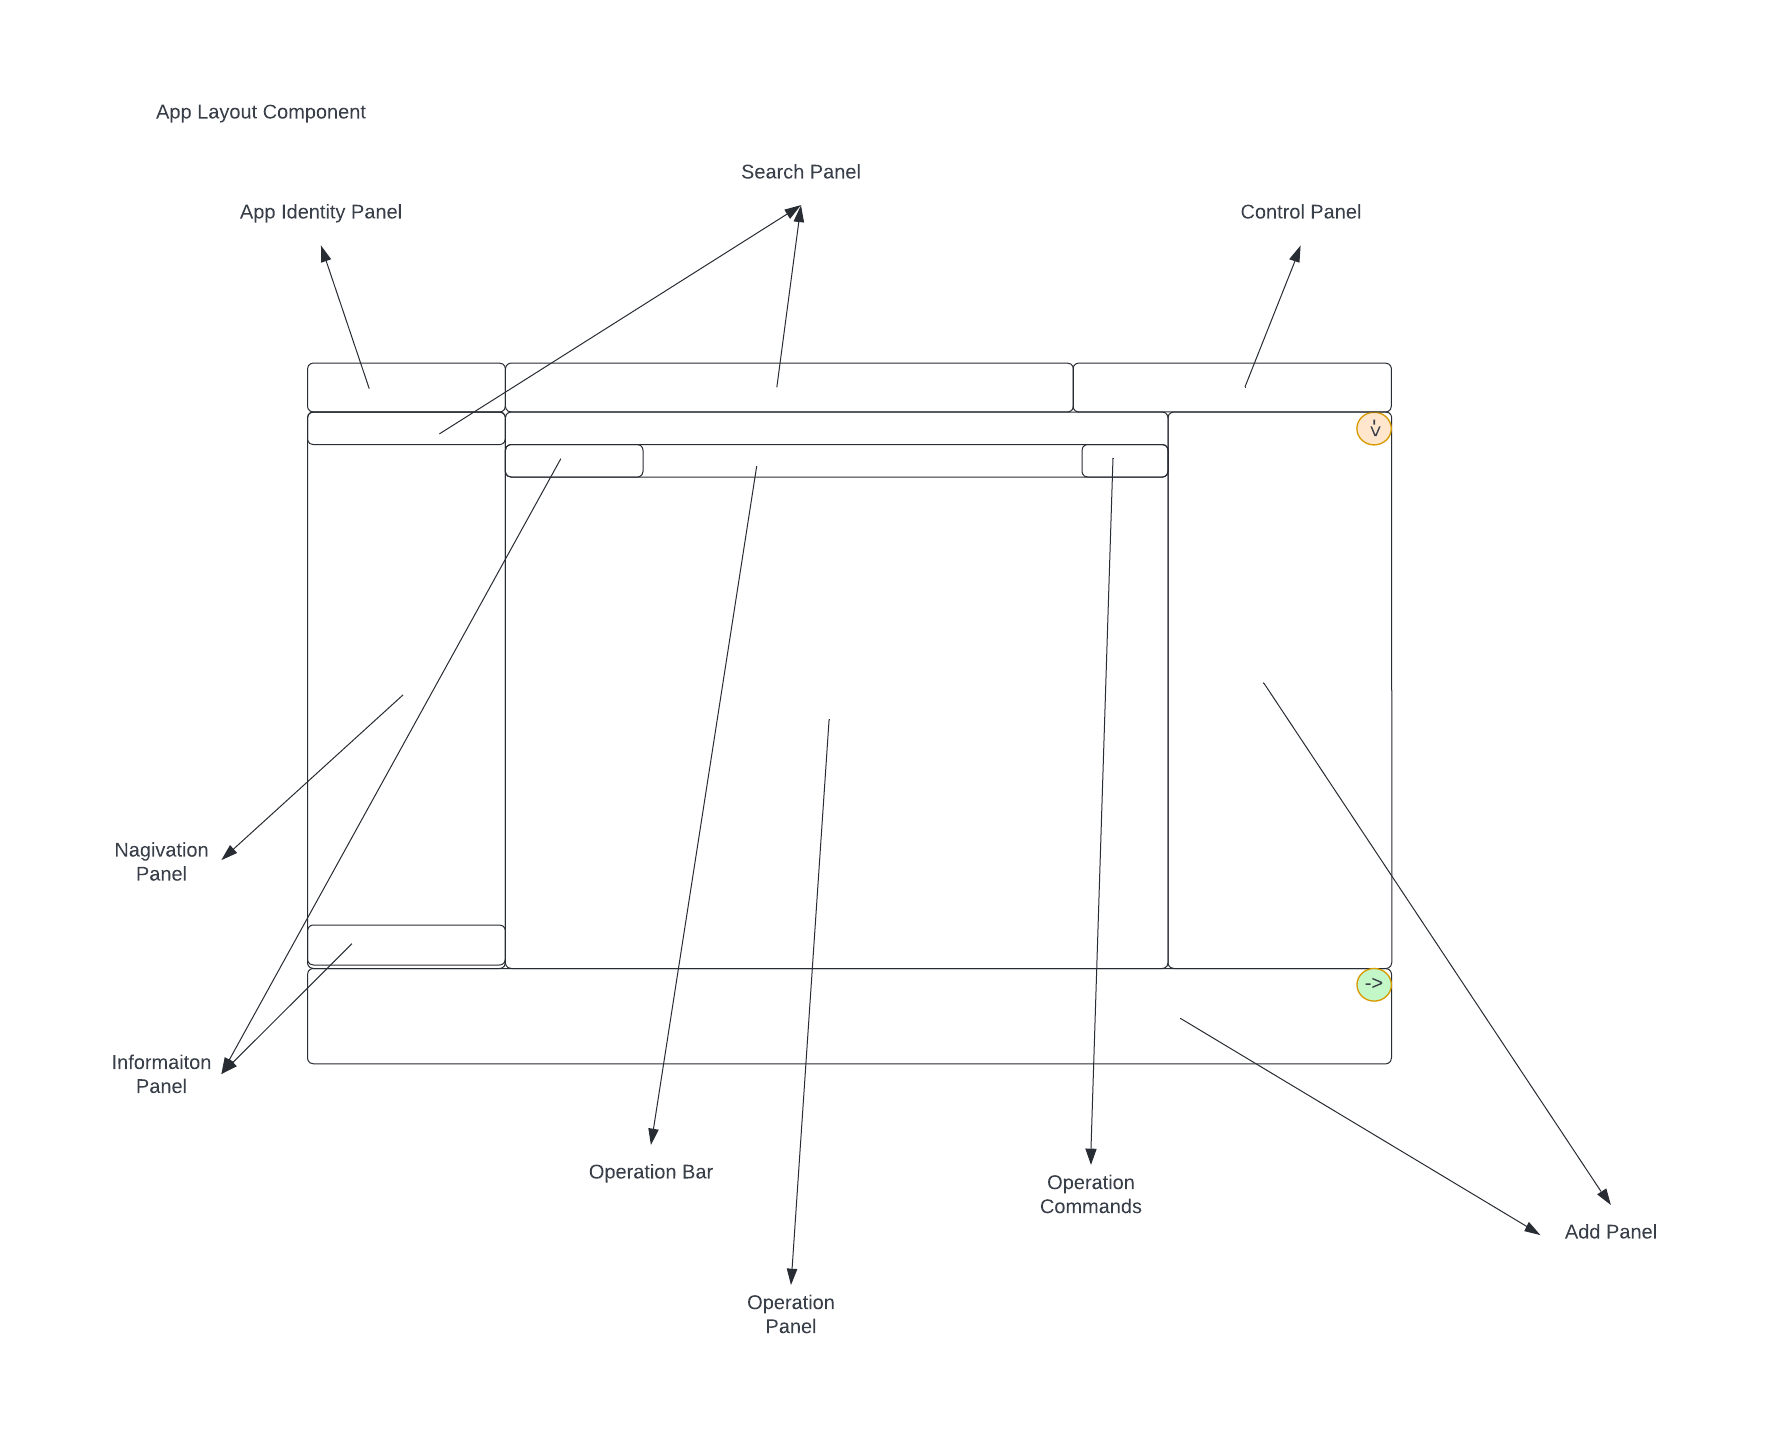 App Layout Component
Search Panel
App Identity Panel
Control Panel
->
Nagivation
Panel
->
Informaiton
Panel
Operation Bar
Operation
Commands
Add Panel
Operation
Panel